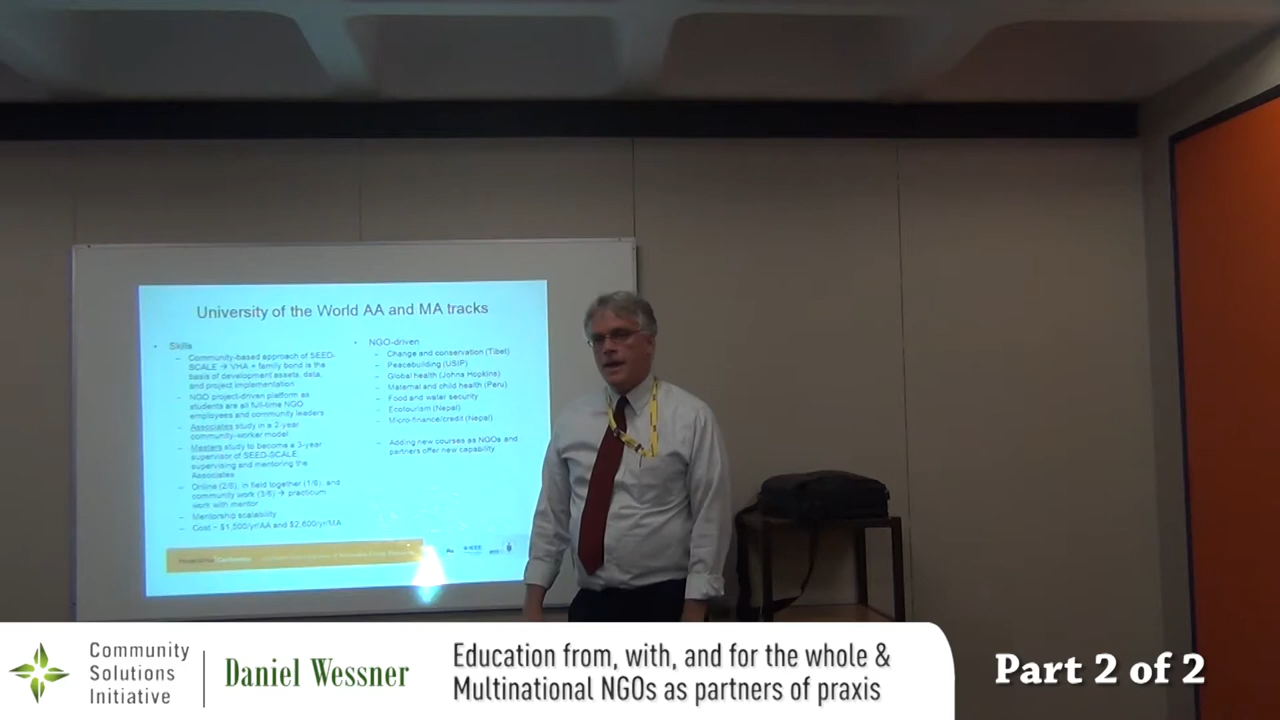 University of the World AA and MA tracks
• Skills
– Community-based approach of SEED-
SCALE → VHA + family bond is the
basis of development assets, data,
and project implementation
– NGO project-driven platform as
students are all full-time NGO
employees and community leaders
– Associates study in a 2-year
community-worker model
– Masters study to become a 3-year
supervisor of SEED-SCALE,
supervising and mentoring the
Associates
– Online (2/6), in field together (1/6), and
community work (3/6) → practicum
work with mentor
– Mentorship scalability
– Cost ~ $1,500/yr/AA and $2,600/yr/MA
• NGO-driven
– Change and conservation (Tibet)
– Peacebuilding (USIP)
– Global health (Johns Hopkins)
– Maternal and child health (Peru)
– Food and water security
– Ecotourism (Nepal)
– Micro-finance/credit (Nepal)
– Adding new courses as NGOs and
partners offer new capability
IEEE
Community
Solutions
Initiative
Daniel Wessner
Education from, with, and for the whole &
Multinational NGOs as partners of praxis
Part 2 of 2